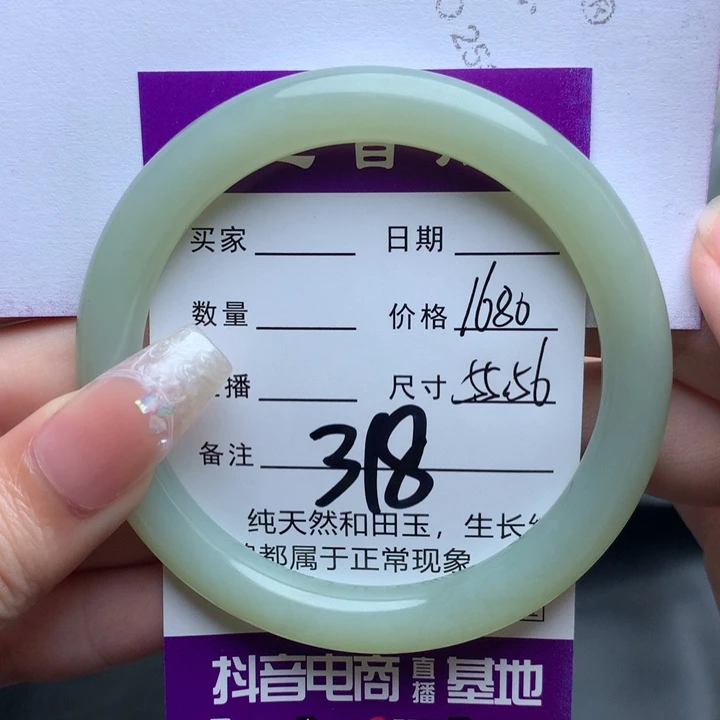 25
买家 日期
数量 价格 1680
播 尺寸 55.56
备注 318
纯天然和田玉，生长
都属于正常现象
抖音电商 直播 基地